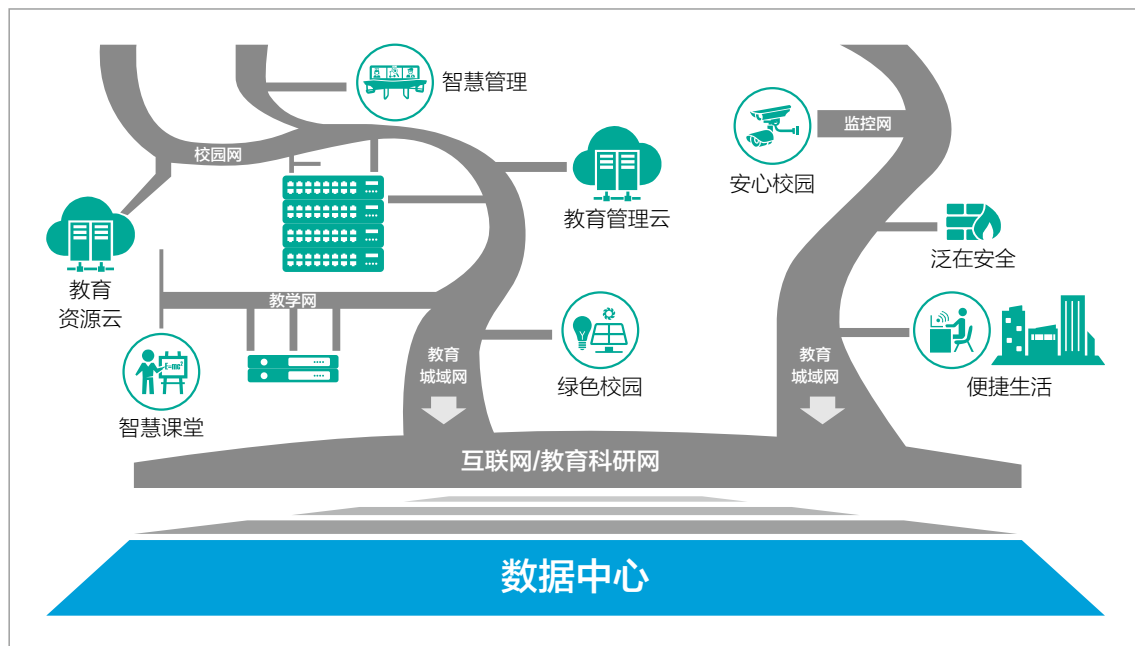 智慧管理
校园网
监控网
安心校园
教育管理云
泛在安全
教育
资源云
教学网
E=mc²
智慧课堂
教育
城域网
绿色校园
教育
城域网
便捷生活
互联网/教育科研网
数据中心